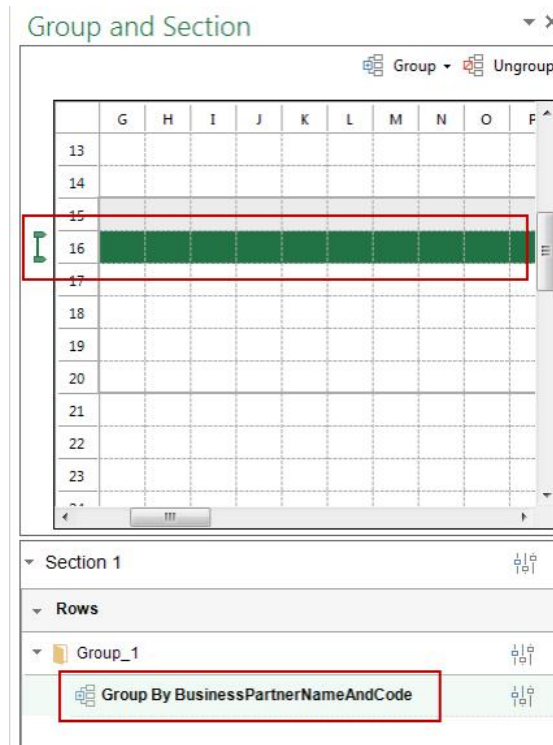 Group and Section
Group Ungroup
G H I J K L M N O P
13
14
15
16
17
18
19
20
21
22
23
Section 1
Rows
Group_1
Group By BusinessPartnerNameAndCode